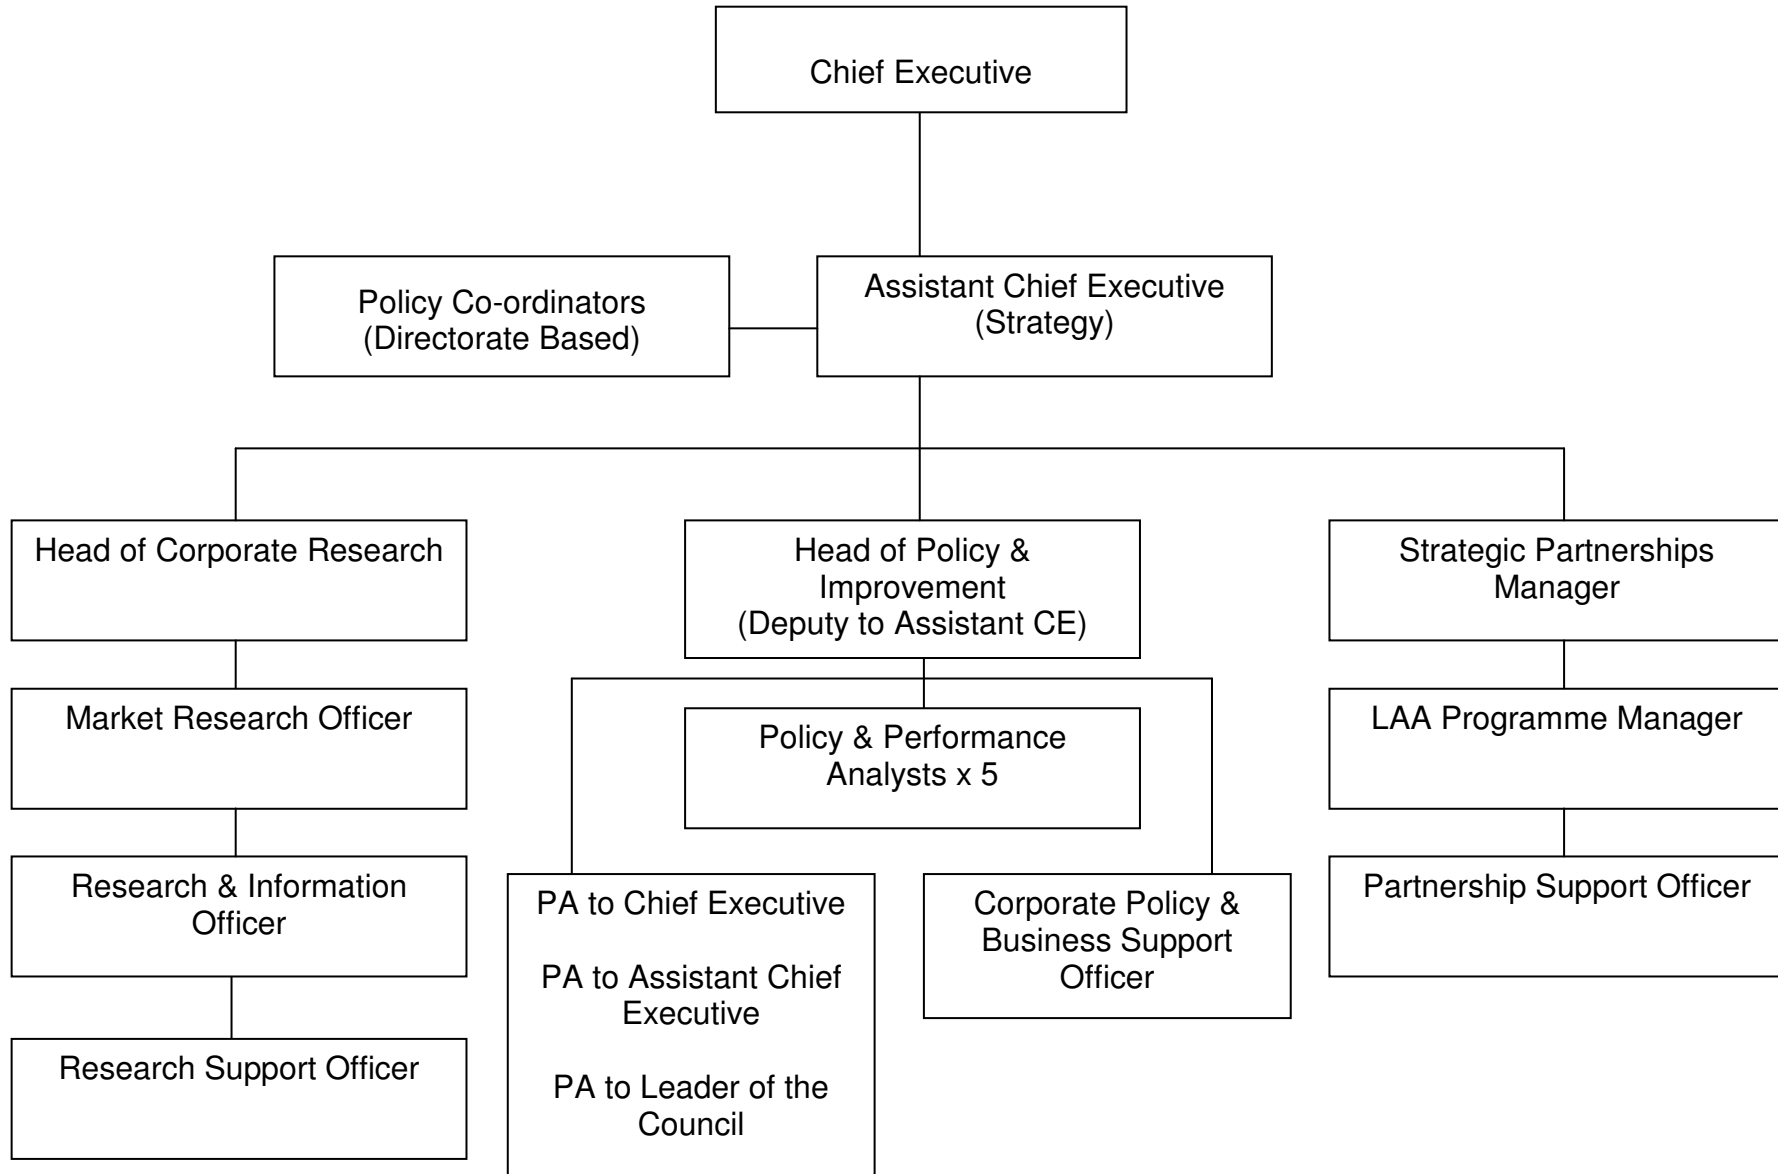 Chief Executive
Policy Co-ordinators
(Directorate Based)
Assistant Chief Executive
(Strategy)
Head of Corporate Research
Head of Policy &
Improvement
(Deputy to Assistant CE)
Strategic Partnerships
Manager
Market Research Officer
Policy & Performance
Analysts x 5
LAA Programme Manager
Research & Information
Officer
PA to Chief Executive
PA to Assistant Chief
Executive
PA to Leader of the
Council
Corporate Policy &
Business Support
Officer
Partnership Support Officer
Research Support Officer